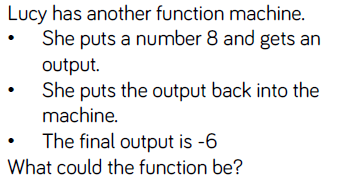 Lucy has another function machine.
• She puts a number 8 and gets an
output.
• She puts the output back into the
machine.
• The final output is -6
What could the function be?